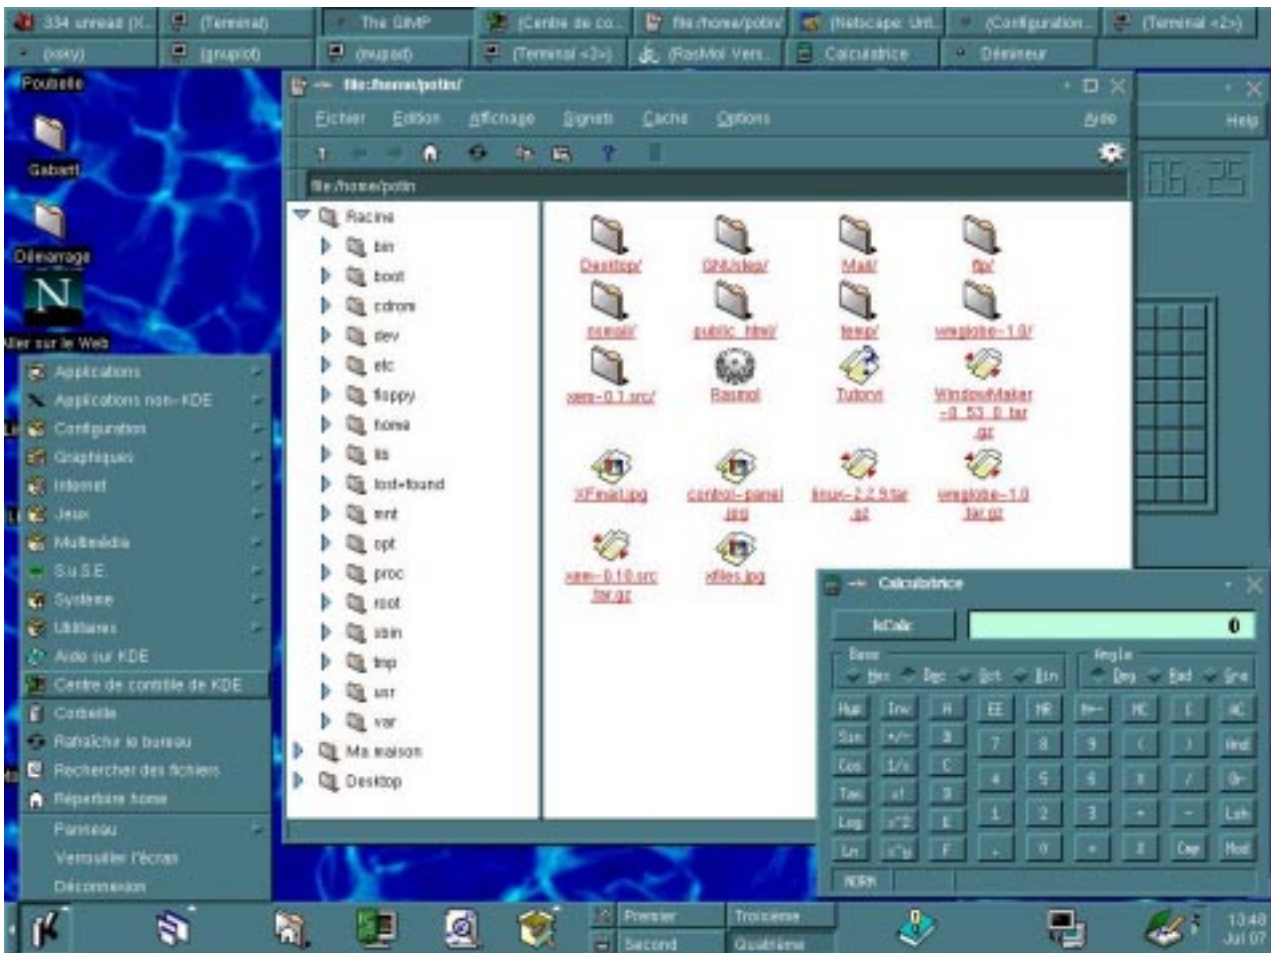 334 unread (X..
(Terminal)
The GIMP
(Centre de co..
file:/home/potin/
(Netscape: Unt..
(Configuration..
(Terminal <2>)
(xsky)
(gnuplot)
(mupad)
(Terminal <3>)
(RasMol Vers..
Calculatrice
Démineur
Poubelle
Gabarit
Démarrage
Aller sur le Web
file:/home/potin/
Fichier Edition Affichage Signets Cache Options Aide
Help
file:/home/potin
06:25
Racine
bin
boot
cdrom
dev
etc
floppy
home
lib
lost+found
mnt
opt
proc
root
sbin
tmp
usr
var
Ma maison
Desktop
Desktop/
GNUstep/
Mail/
ftp/
nsmail/
public_html/
temp/
wmglobe-1.0/
xem-0.1.src/
Rasmol
Tutorvi
WindowMaker
-0_53_0_tar
.gz
XFmail.jpg
control-panel
.jpg
linux-2.2.9.tar
.gz
wmglobe-1.0
.tar.gz
xem-0.1.0.src
.tar.gz
xfiles.jpg
Applications
Applications non-KDE
Configuration
Graphiques
Internet
Jeux
Multimédia
S.u.S.E.
Système
Utilitaires
Aide sur KDE
Centre de contrôle de KDE
Corbeille
Rafraîchir le bureau
Rechercher des fichiers
Répertoire home
Panneau
Verrouiller l'écran
Déconnexion
Calculatrice
kCalc
0
Base
Hex Dec Oct Bin
Angle
Deg Rad Gra
Hyp Inv A EE MR M+- MC C AC
Sin +/- B 7 8 9 ( ) And
Cos 1/x C 4 5 6 X / Or
Tan x! D 1 2 3 + - Lsh
Log x^2 E
Ln x^y F . 0 = % Cmp Mod
NORM
Premier
Troisième
Second
Quatrième
13:48
Jul 07